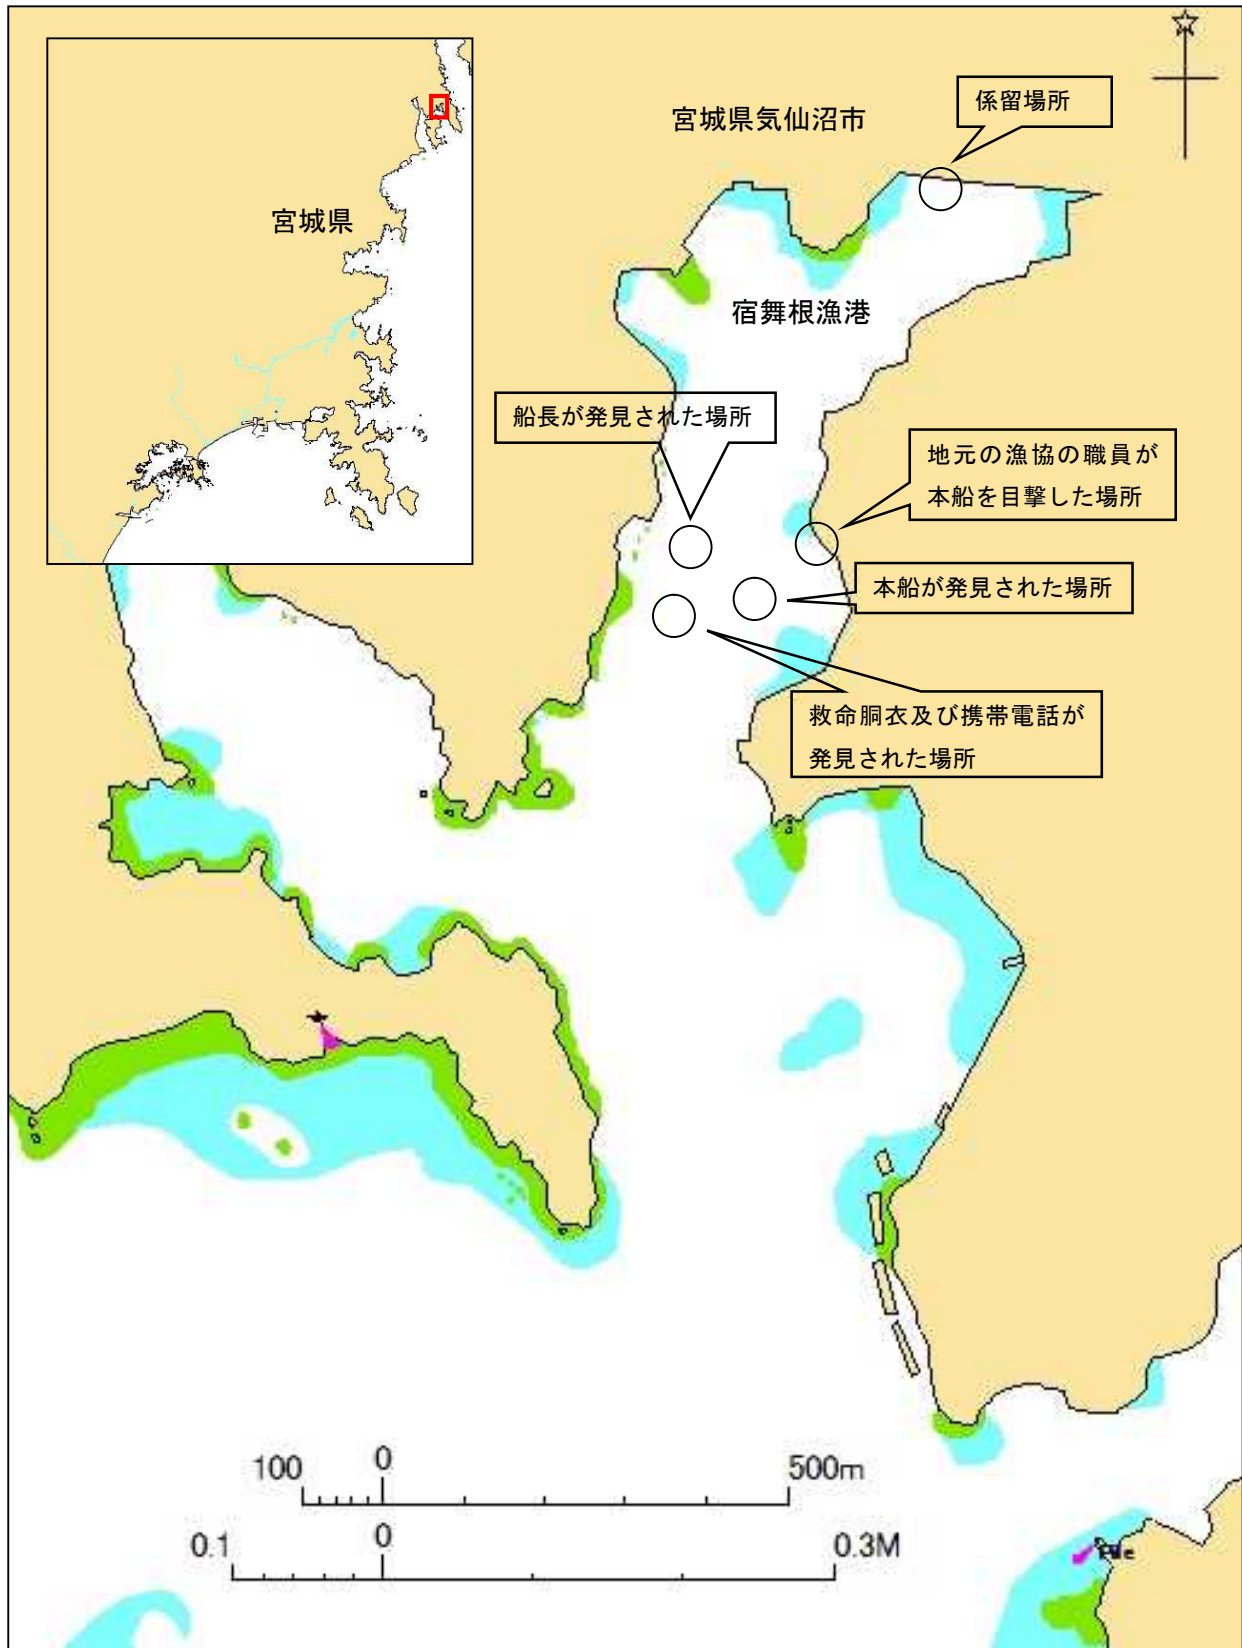 宮城県気仙沼市
係留場所
宮城県
宿舞根漁港
船長が発見された場所
地元の漁協の職員が
本船を目撃した場所
本船が発見された場所
救命胴衣及び携帯電話が
発見された場所
100 0 500m
0.1 0 0.3M